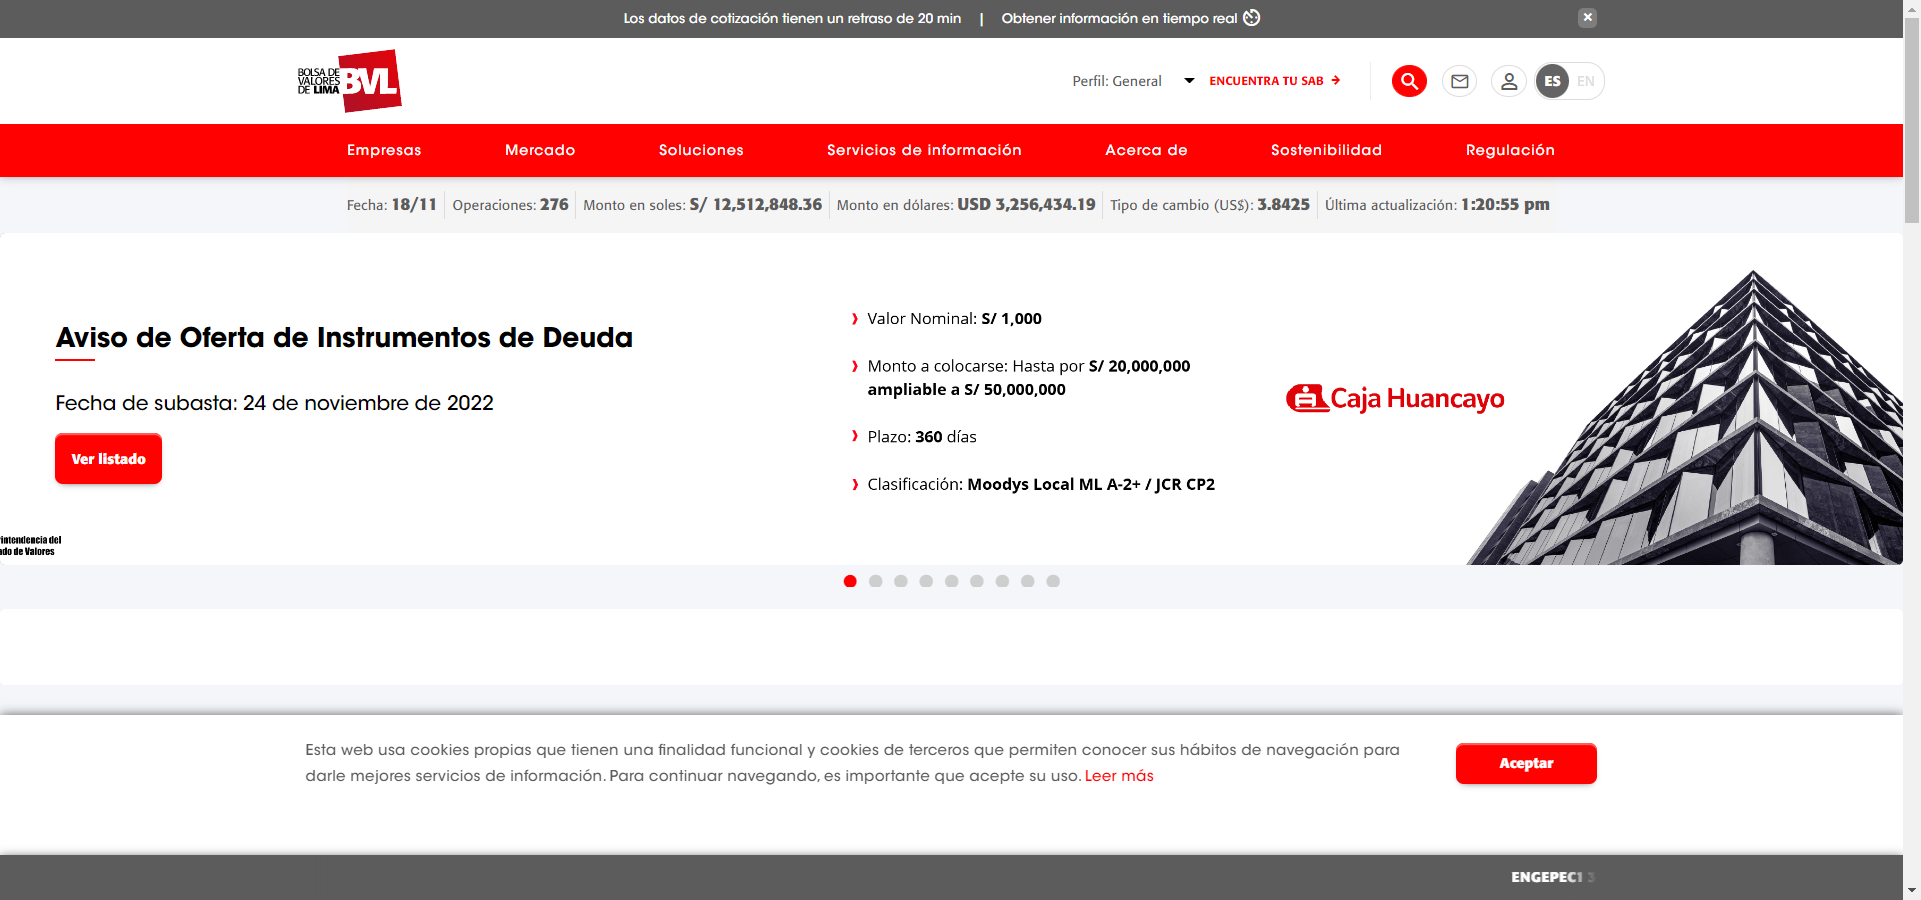 Los datos de cotización tienen un retraso de 20 min | Obtener información en tiempo real
BOLSA DE
VALORES
DE LIMA
BVL
Perfil: General
ENCUENTRA TU SAB
ES
EN
Empresas
Mercado
Soluciones
Servicios de información
Acerca de
Sostenibilidad
Regulación
Fecha: 18/11
Operaciones: 276
Monto en soles: S/ 12,512,848.36
Monto en dólares: USD 3,256,434.19
Tipo de cambio (US$): 3.8425
Última actualización: 1:20:55 pm
Aviso de Oferta de Instrumentos de Deuda
Fecha de subasta: 24 de noviembre de 2022
Ver listado
Valor Nominal: S/ 1,000
Monto a colocarse: Hasta por S/ 20,000,000
ampliable a S/ 50,000,000
Plazo: 360 días
Clasificación: Moodys Local ML A-2+ / JCR CP2
Caja Huancayo
intendencia del
do de Valores
Esta web usa cookies propias que tienen una finalidad funcional y cookies de terceros que permiten conocer sus hábitos de navegación para
darle mejores servicios de información. Para continuar navegando, es importante que acepte su uso. Leer más
Aceptar
ENGEPEC1 3